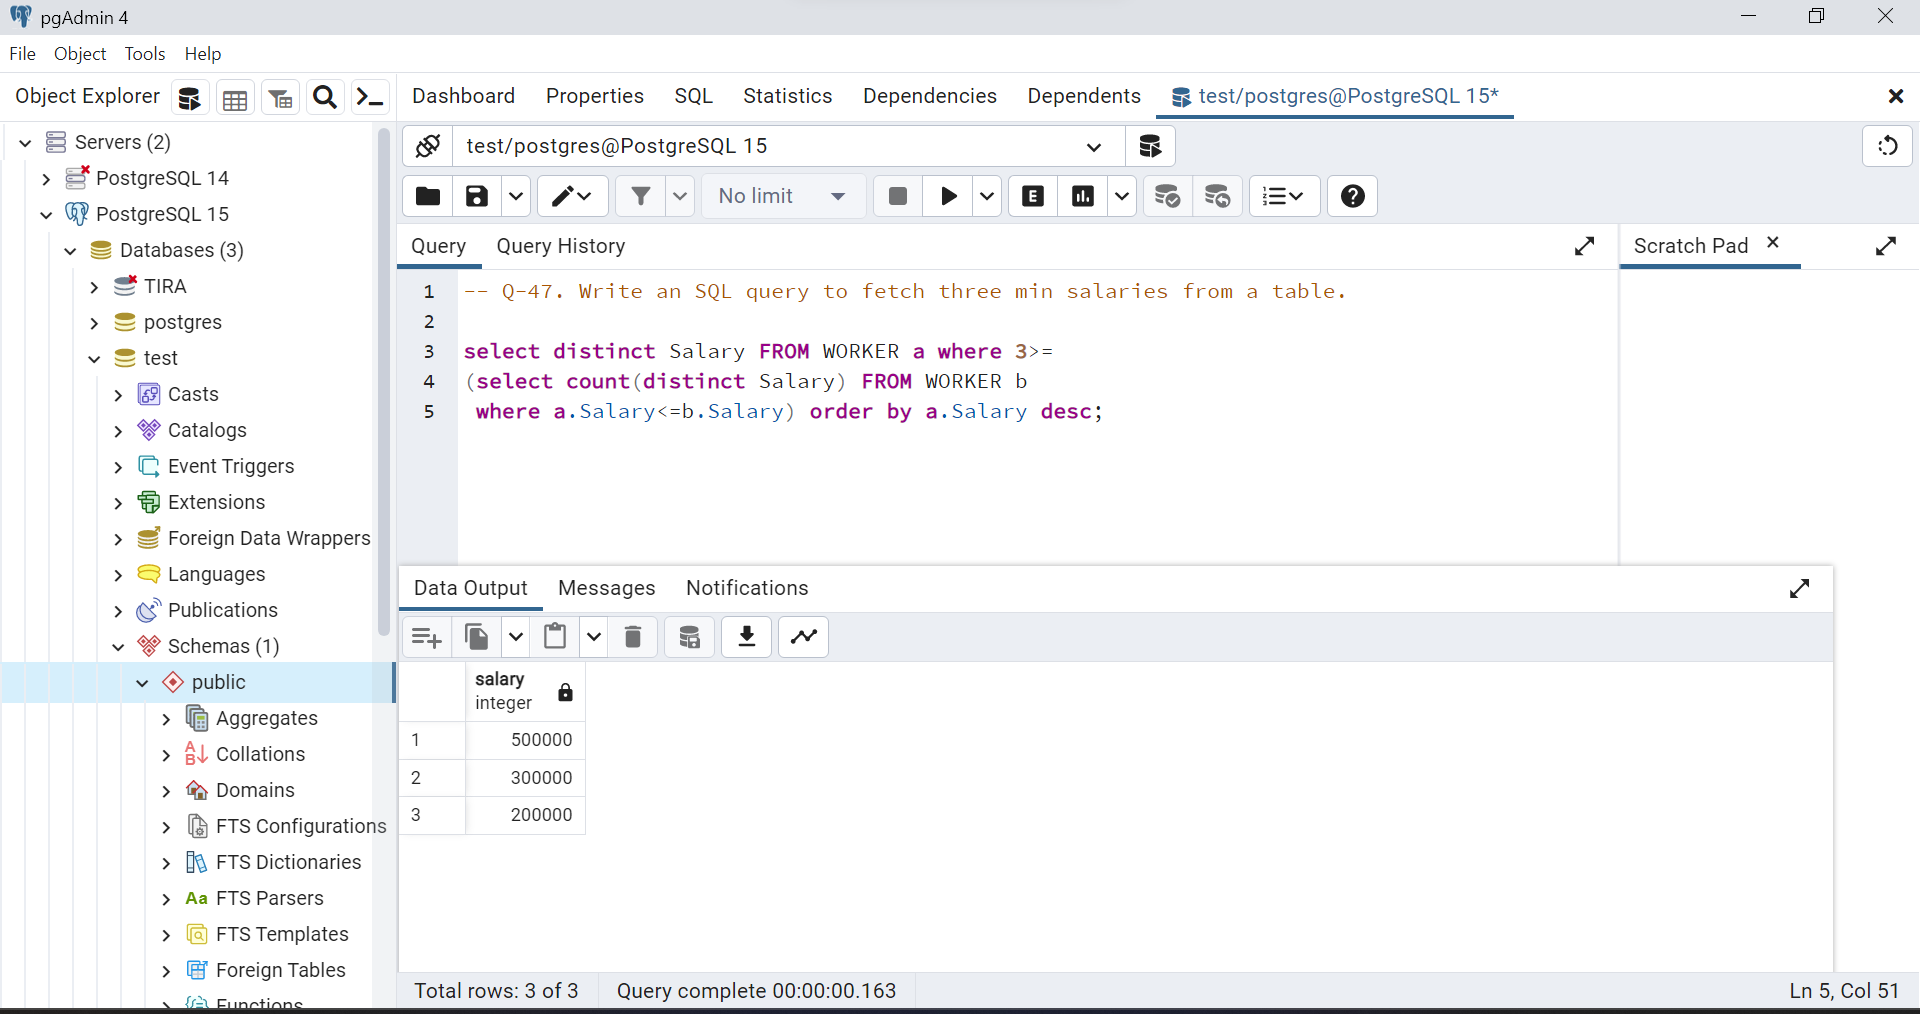 pgAdmin 4
File Object Tools Help
Object Explorer
Dashboard Properties SQL Statistics Dependencies Dependents test/postgres@PostgreSQL 15*
Servers (2)
PostgreSQL 14
PostgreSQL 15
Databases (3)
TIRA
postgres
test
Casts
Catalogs
Event Triggers
Extensions
Foreign Data Wrappers
Languages
Publications
Schemas (1)
public
Aggregates
Collations
Domains
FTS Configurations
FTS Dictionaries
Aa FTS Parsers
FTS Templates
Foreign Tables
Functions
test/postgres@PostgreSQL 15
No limit
E
Query Query History
Scratch Pad
1 -- Q-47. Write an SQL query to fetch three min salaries from a table.
2
3 select distinct Salary FROM WORKER a where 3>=
4 (select count(distinct Salary) FROM WORKER b
5 where a.Salary<=b.Salary) order by a.Salary desc;
Data Output Messages Notifications
salary
integer
1 500000
2 300000
3 200000
Total rows: 3 of 3 Query complete 00:00:00.163 Ln 5, Col 51